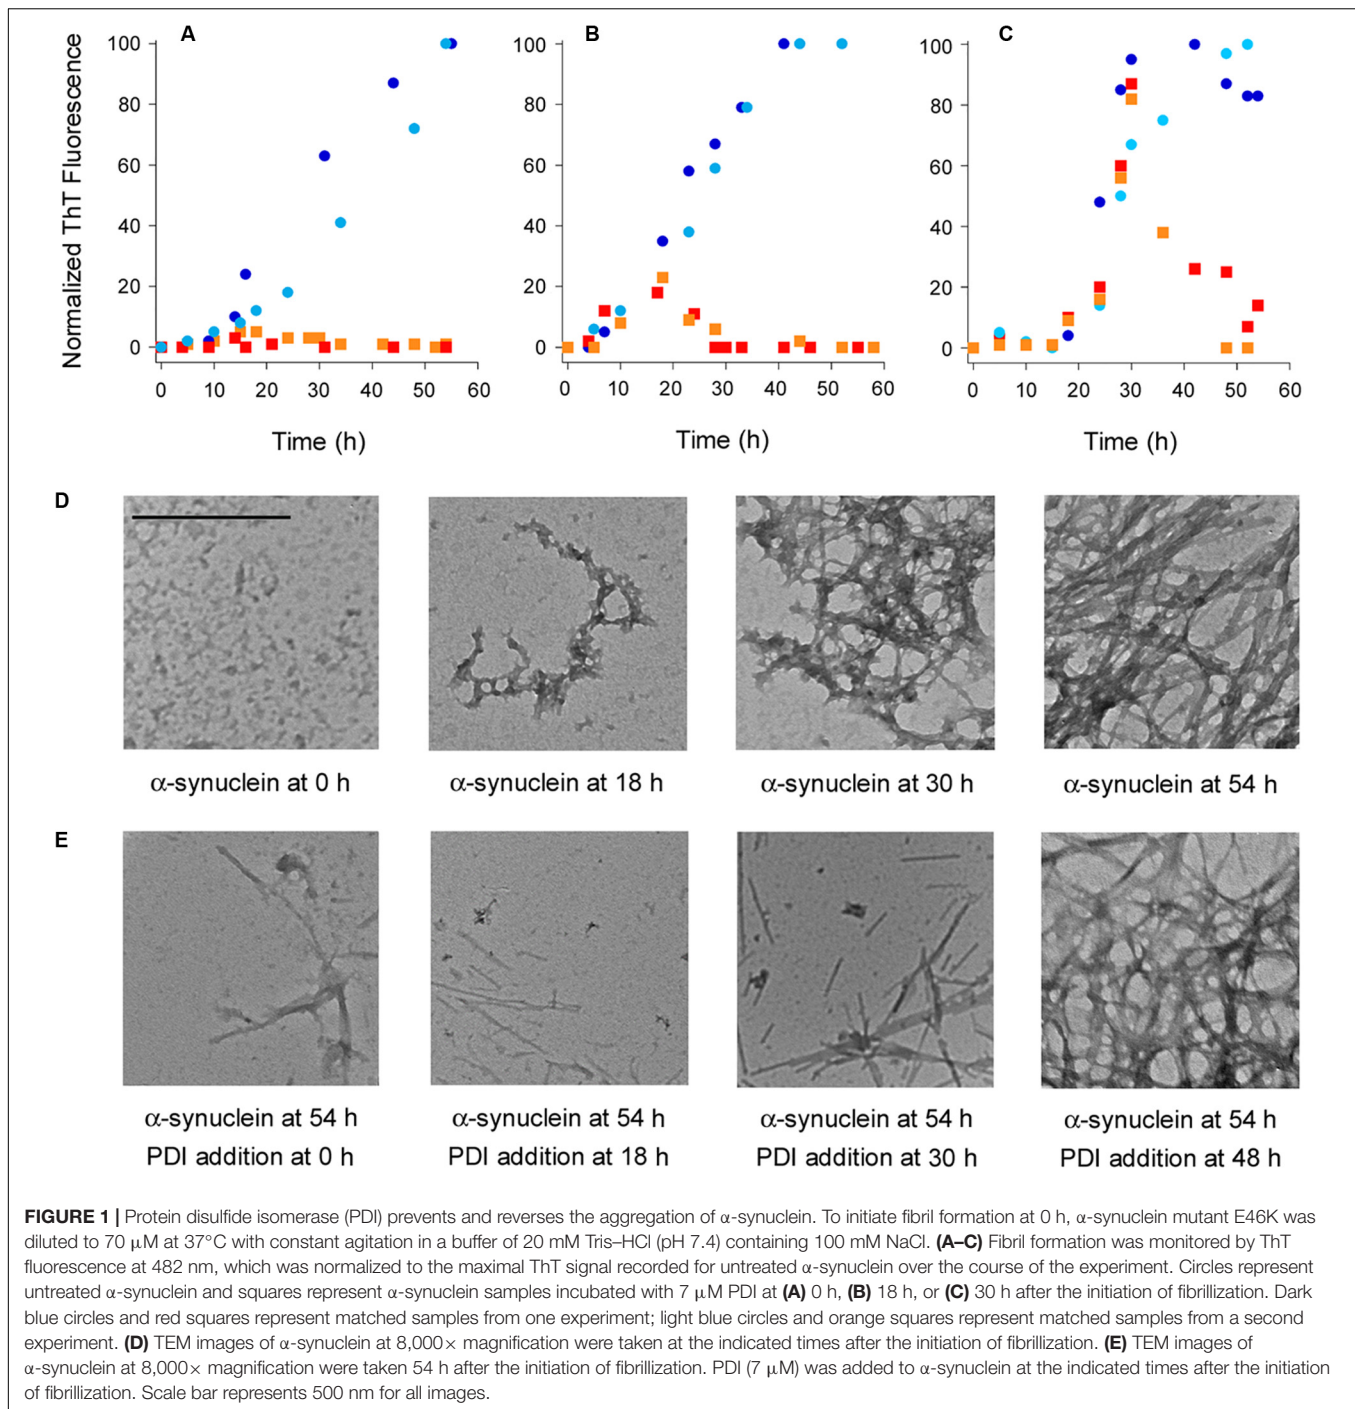 A
B
C
Normalized ThT Fluorescence
100
80
60
40
20
0
0 10 20 30 40 50 60
Time (h)
100
80
60
40
20
0
0 10 20 30 40 50 60
Time (h)
100
80
60
40
20
0
0 10 20 30 40 50 60
Time (h)
D
α-synuclein at 0 h
α-synuclein at 18 h
α-synuclein at 30 h
α-synuclein at 54 h
E
α-synuclein at 54 h
PDI addition at 0 h
α-synuclein at 54 h
PDI addition at 18 h
α-synuclein at 54 h
PDI addition at 30 h
α-synuclein at 54 h
PDI addition at 48 h
FIGURE 1 | Protein disulfide isomerase (PDI) prevents and reverses the aggregation of α-synuclein. To initiate fibril formation at 0 h, α-synuclein mutant E46K was
diluted to 70 μM at 37°C with constant agitation in a buffer of 20 mM Tris–HCl (pH 7.4) containing 100 mM NaCl. (A–C) Fibril formation was monitored by ThT
fluorescence at 482 nm, which was normalized to the maximal ThT signal recorded for untreated α-synuclein over the course of the experiment. Circles represent
untreated α-synuclein and squares represent α-synuclein samples incubated with 7 μM PDI at (A) 0 h, (B) 18 h, or (C) 30 h after the initiation of fibrillization. Dark
blue circles and red squares represent matched samples from one experiment; light blue circles and orange squares represent matched samples from a second
experiment. (D) TEM images of α-synuclein at 8,000× magnification were taken at the indicated times after the initiation of fibrillization. (E) TEM images of
α-synuclein at 8,000× magnification were taken 54 h after the initiation of fibrillization. PDI (7 μM) was added to α-synuclein at the indicated times after the initiation
of fibrillization. Scale bar represents 500 nm for all images.